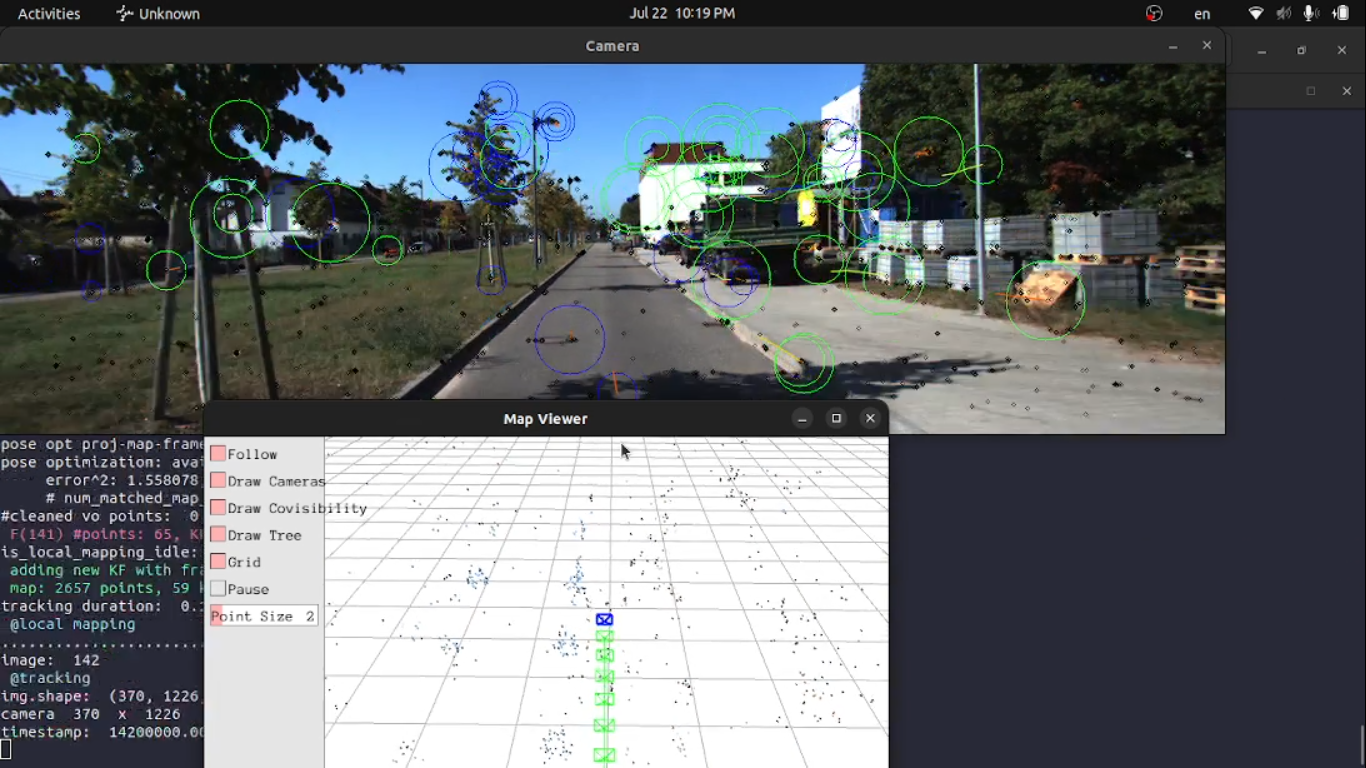 Activities Unknown Jul 22 10:19 PM en
Camera
Map Viewer
Follow
Draw Cameras
Draw Covisibility
Draw Tree
Grid
Pause
Point Size 2
pose opt proj-map-frame
pose optimization: avai
error^2: 1.558078
# num_matched_map_
#cleaned vo points: 0
F(141) #points: 65, K
is_local_mapping_idle:
adding new KF with fra
map: 2657 points, 59
tracking duration: 0.
@local mapping
.......................
image: 142
@tracking
img.shape: (370, 1226,
camera 370 x 1226
timestamp: 14200000.00